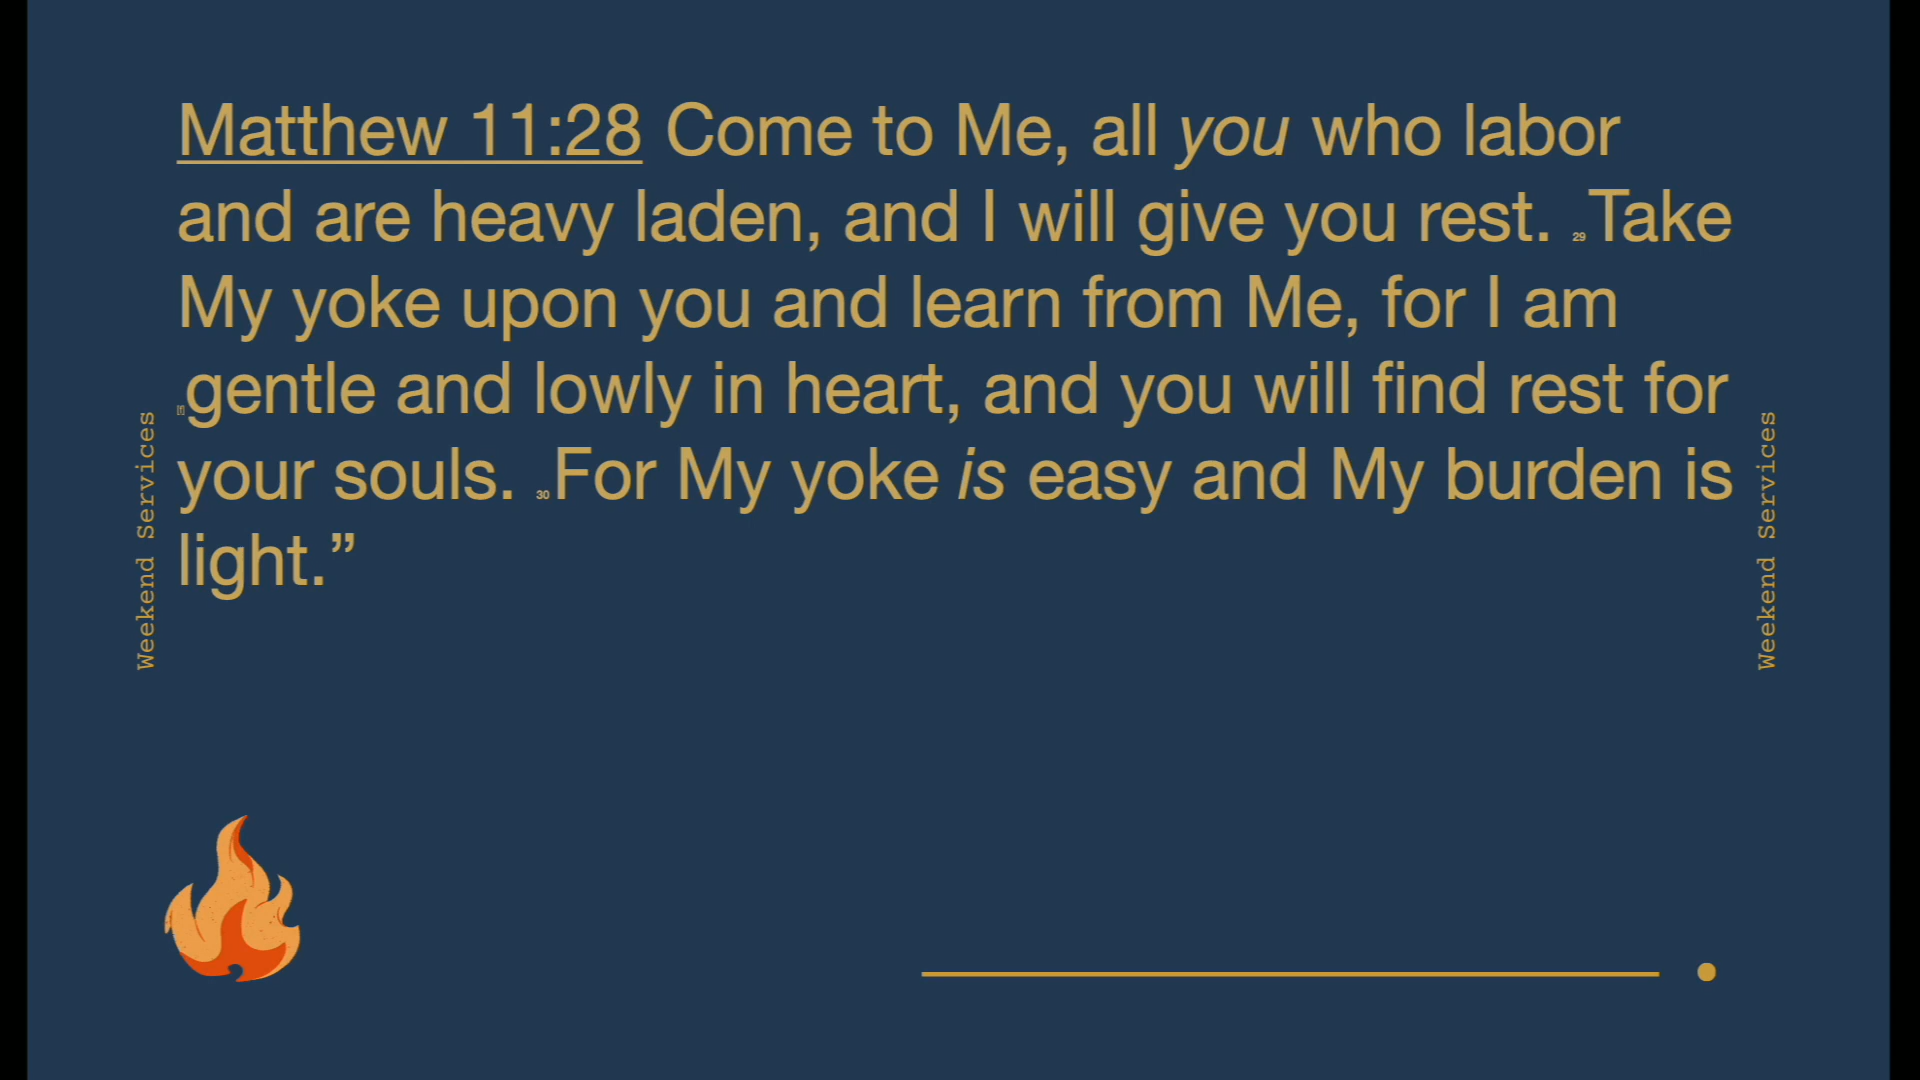 Matthew 11:28 Come to Me, all you who labor
and are heavy laden, and I will give you rest. 29 Take
My yoke upon you and learn from Me, for I am
gentle and lowly in heart, and you will find rest for
your souls. 30 For My yoke is easy and My burden is
light.”
Weekend Services
Weekend Services